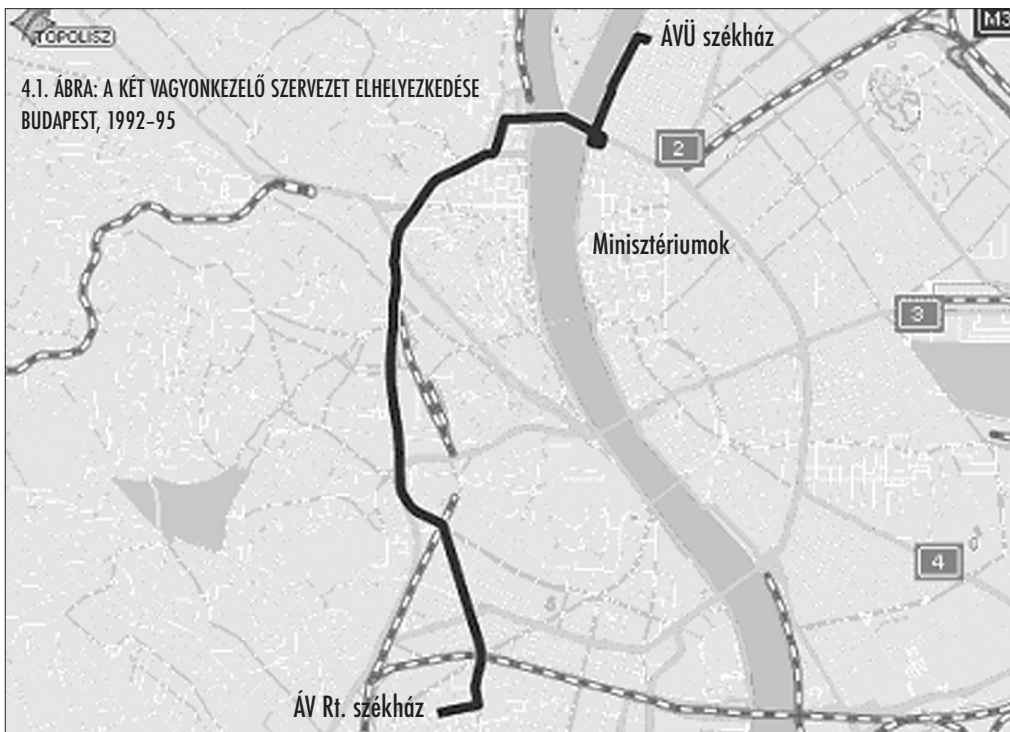 TOPOLISZ
ÁVÜ székház
M3
4.1. ÁBRA: A KÉT VAGYONKEZELŐ SZERVEZET ELHELYEZKEDÉSE
BUDAPEST, 1992–95
2
Minisztériumok
3
4
ÁV Rt. székház